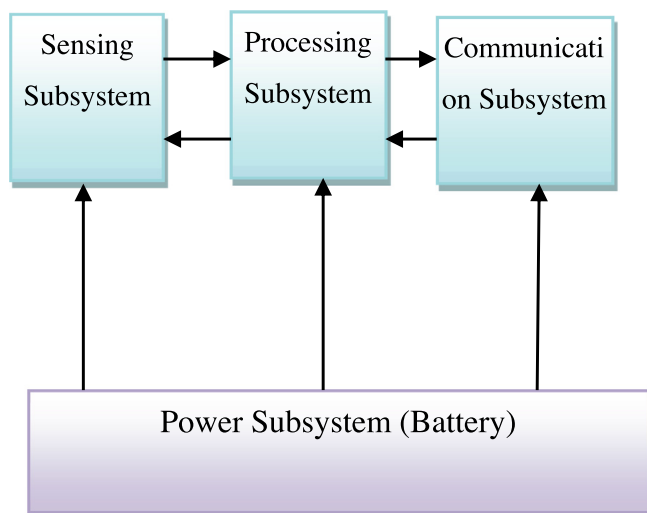 Sensing
Subsystem
Processing
Subsystem
Communicati
on Subsystem
Power Subsystem (Battery)